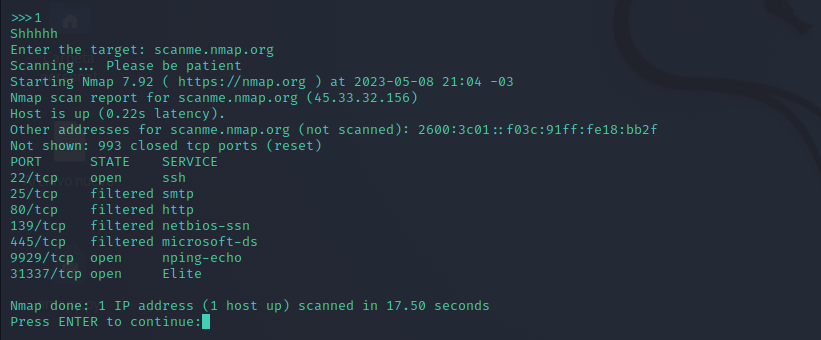 >>>1
Shhhhh
Enter the target: scanme.nmap.org
Scanning... Please be patient
Starting Nmap 7.92 ( https://nmap.org ) at 2023-05-08 21:04 -03
Nmap scan report for scanme.nmap.org (45.33.32.156)
Host is up (0.22s latency).
Other addresses for scanme.nmap.org (not scanned): 2600:3c01::f03c:91ff:fe18:bb2f
Not shown: 993 closed tcp ports (reset)
PORT      STATE    SERVICE
22/tcp    open     ssh
25/tcp    filtered smtp
80/tcp    filtered http
139/tcp   filtered netbios-ssn
445/tcp   filtered microsoft-ds
9929/tcp  open     nping-echo
31337/tcp open     Elite
Nmap done: 1 IP address (1 host up) scanned in 17.50 seconds
Press ENTER to continue: